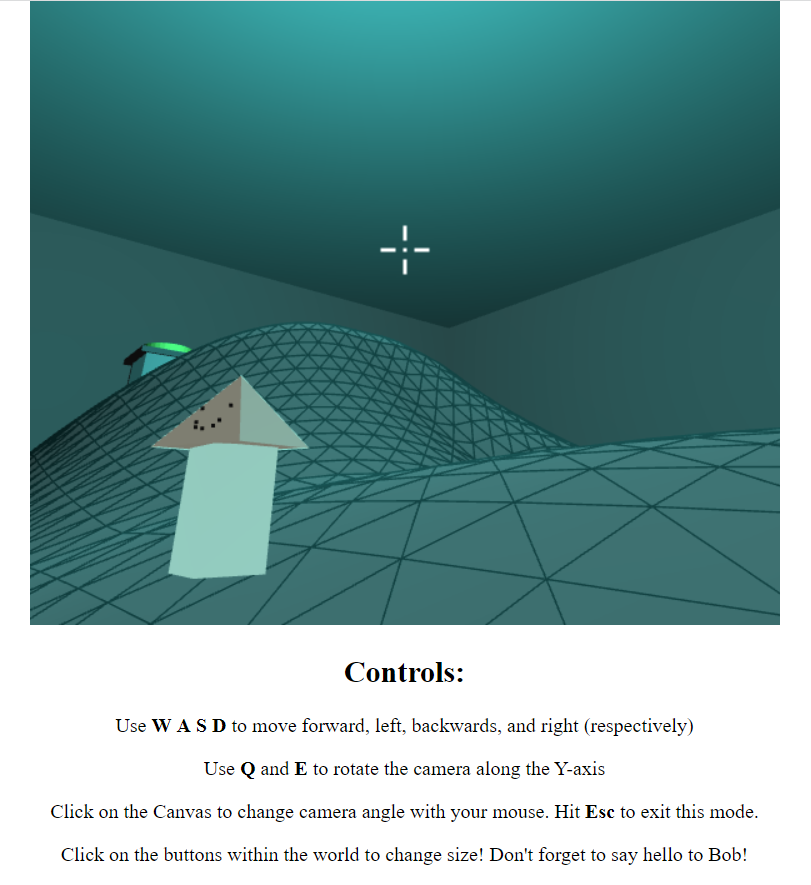 Controls:
Use W A S D to move forward, left, backwards, and right (respectively)
Use Q and E to rotate the camera along the Y-axis
Click on the Canvas to change camera angle with your mouse. Hit Esc to exit this mode.
Click on the buttons within the world to change size! Don't forget to say hello to Bob!